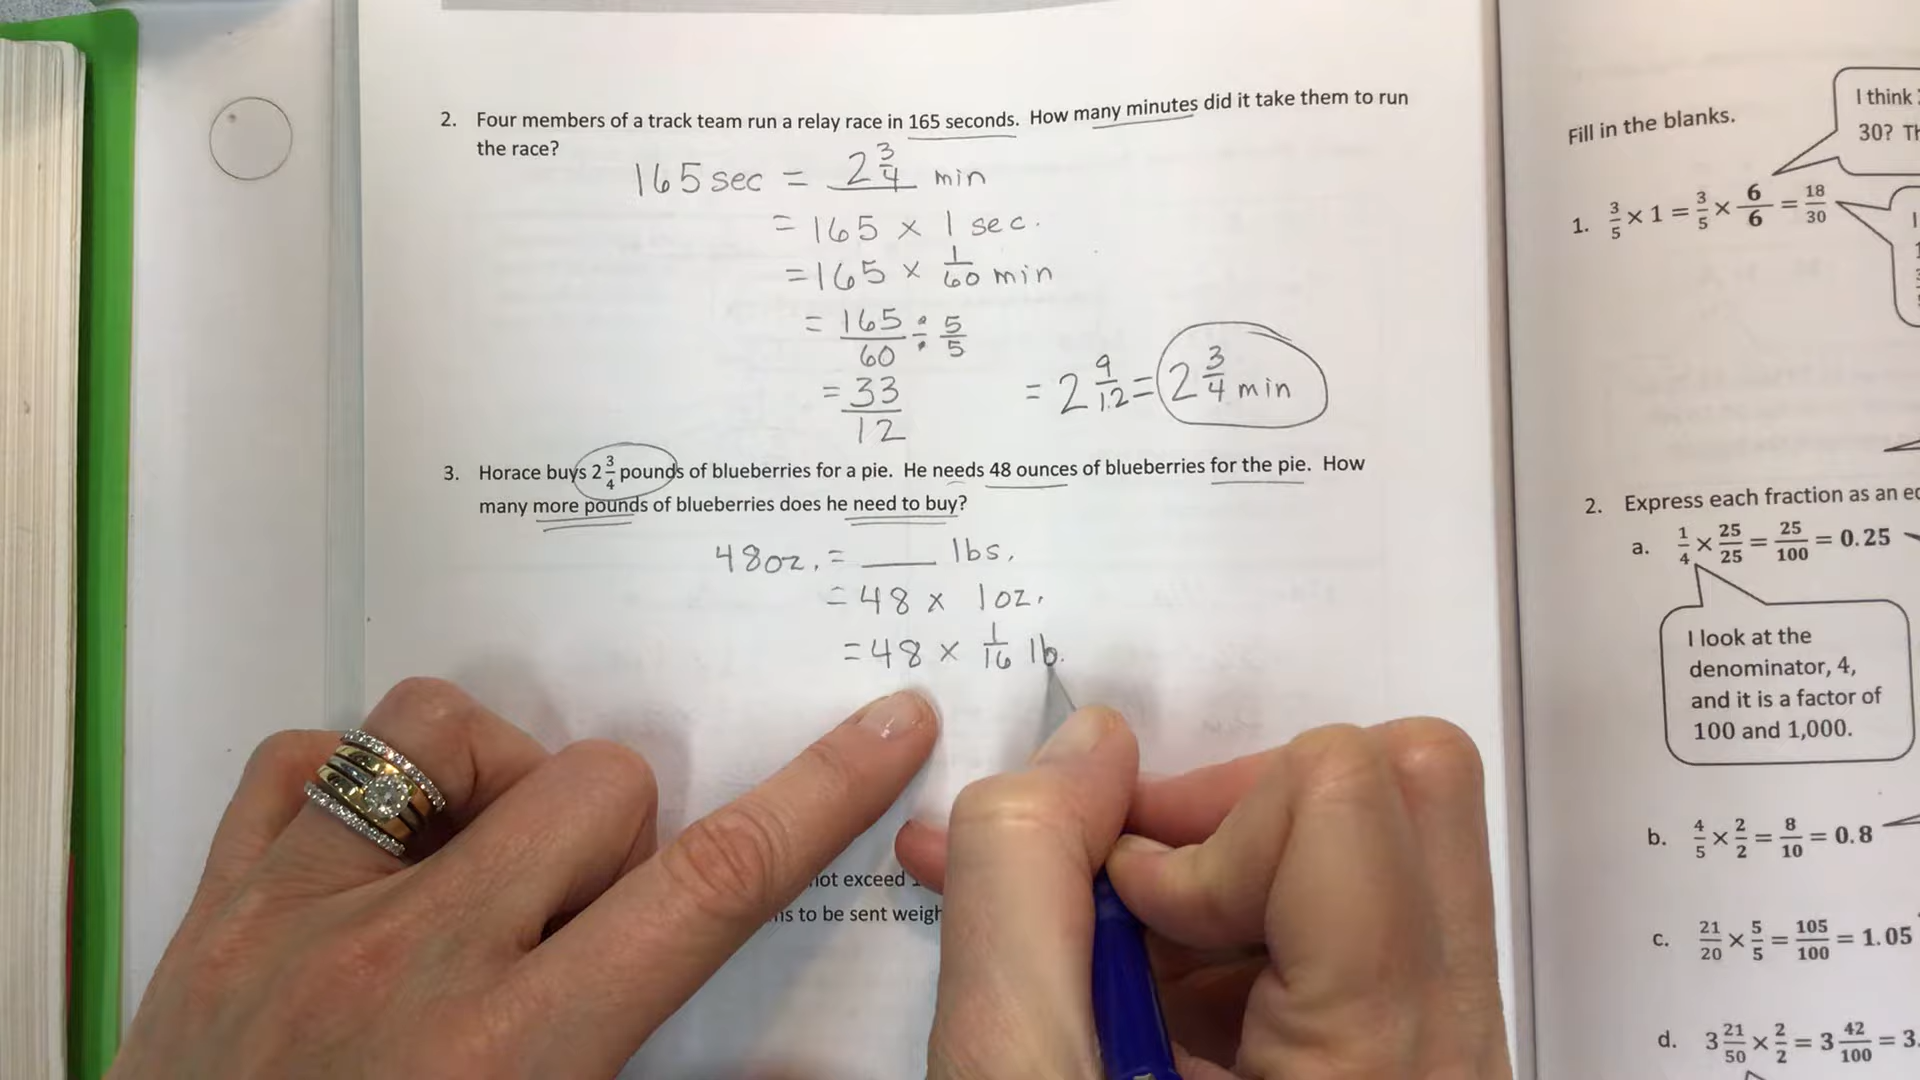 2. Four members of a track team run a relay race in 165 seconds. How many minutes did it take them to run
the race?
165 sec = 2 3/4 min
= 165 × 1 sec.
= 165 × 1/60 min
= 165/60 ÷ 5/5
= 33/12
= 2 9/12 = 2 3/4 min
3. Horace buys 2 3/4 pounds of blueberries for a pie. He needs 48 ounces of blueberries for the pie. How
many more pounds of blueberries does he need to buy?
48 oz. = ____ lbs.
= 48 × 1 oz.
= 48 × 1/16 lb.
not exceed
to be sent
Fill in the blanks.
I think
30?
1. 3/5 × 1 = 3/5 × 6/6 = 18/30
2. Express each fraction as an
a. 1/4 × 25/25 = 25/100 = 0.25
I look at the
denominator, 4,
and it is a factor of
100 and 1,000.
b. 4/5 × 2/2 = 8/10 = 0.8
c. 21/20 × 5/5 = 105/100 = 1.05
d. 3 21/50 × 2/2 = 3 42/100 = 3.